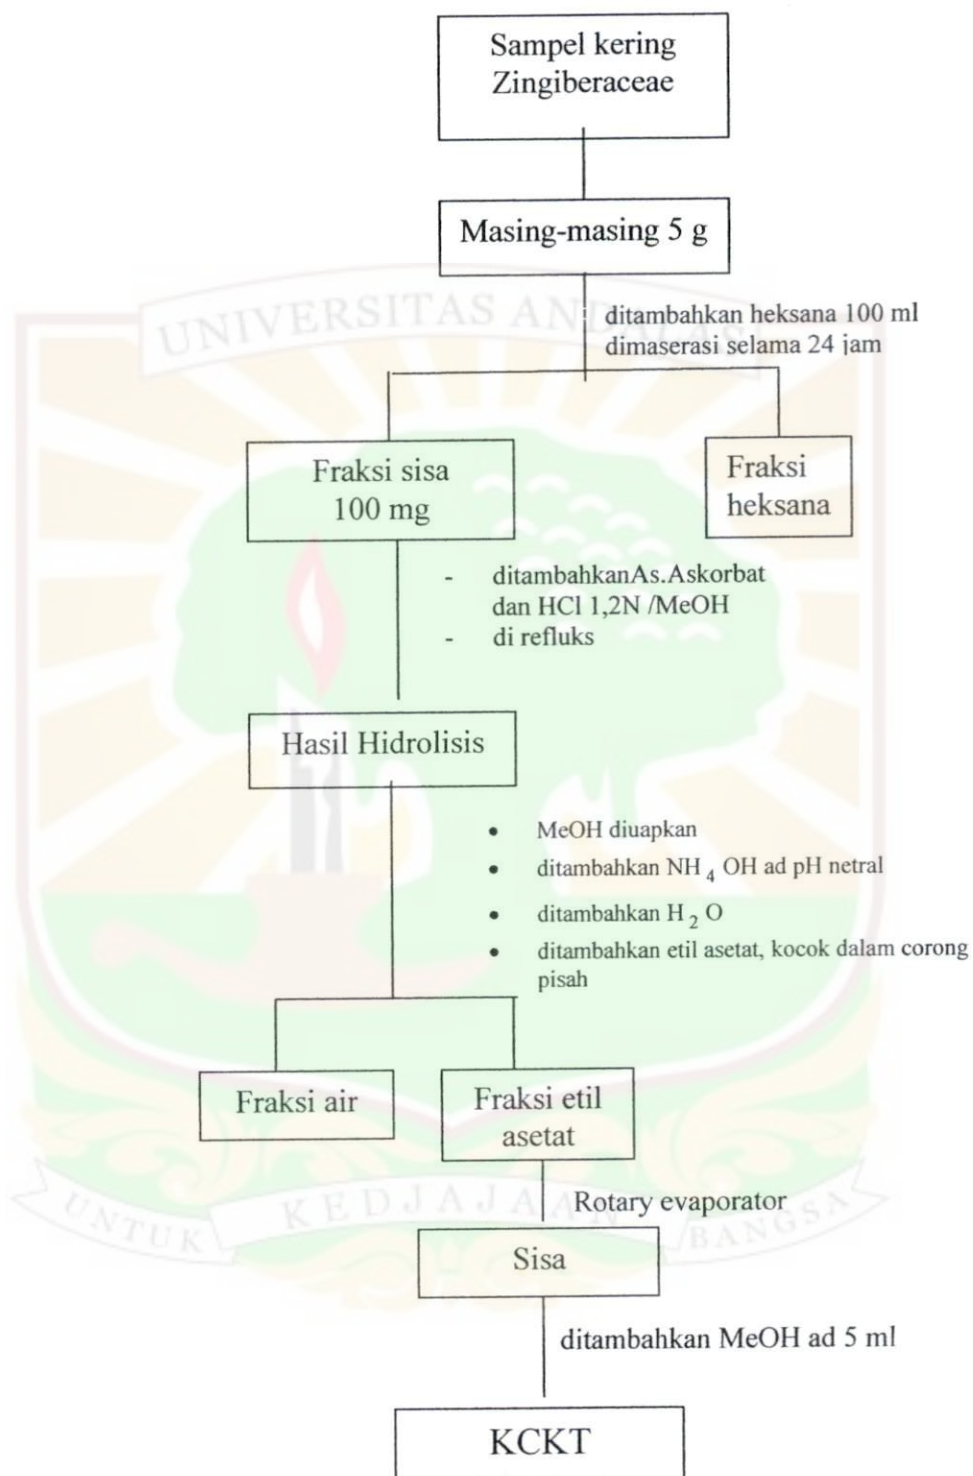 Sampel kering
Zingiberaceae
Masing-masing 5 g
UNIVERSITAS ANDALAS
ditambahkan heksana 100 ml
dimaserasi selama 24 jam
Fraksi sisa
100 mg
Fraksi
heksana
- ditambahkanAs.Askorbat
dan HCl 1,2N /MeOH
- di refluks
Hasil Hidrolisis
• MeOH diuapkan
• ditambahkan NH 4 OH ad pH netral
• ditambahkan H 2 O
• ditambahkan etil asetat, kocok dalam corong
pisah
Fraksi air
Fraksi etil
asetat
Rotary evaporator
UNTUK KEDJAJAAN BANGSA
Sisa
ditambahkan MeOH ad 5 ml
KCKT